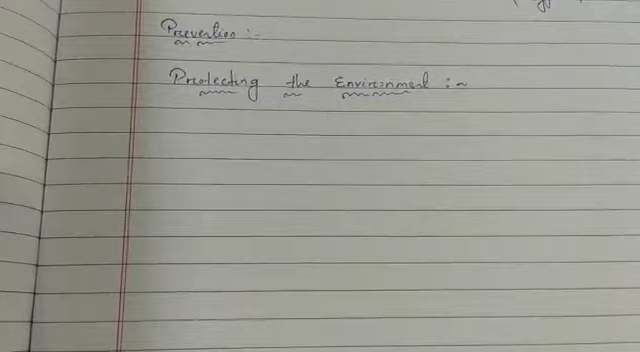 Prevention :-
Protecting the Environment :~